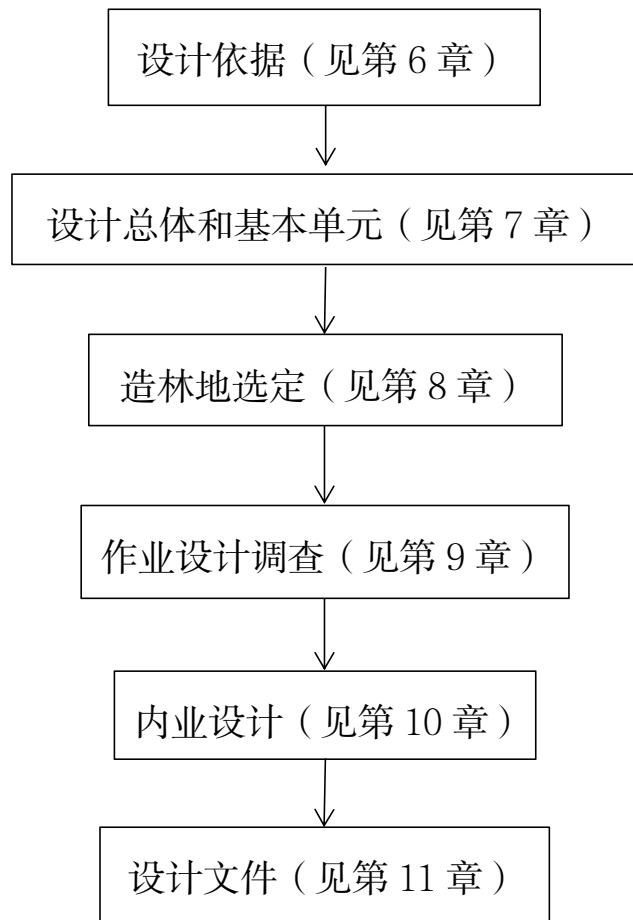 设计依据（见第 6 章）
设计总体和基本单元（见第 7 章）
造林地选定（见第 8 章）
作业设计调查（见第 9 章）
内业设计（见第 10 章）
设计文件（见第 11 章）